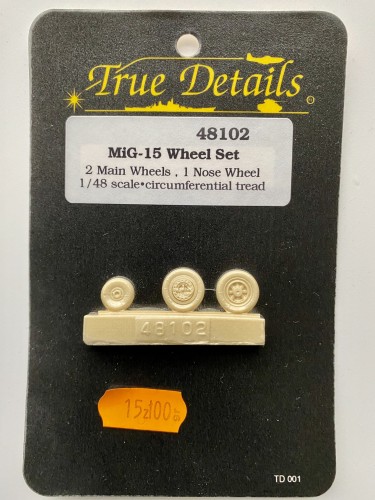 True Details
48102
MiG-15 Wheel Set
2 Main Wheels , 1 Nose Wheel
1/48 scale•circumferential tread
48102
15zł00gr
TD 001